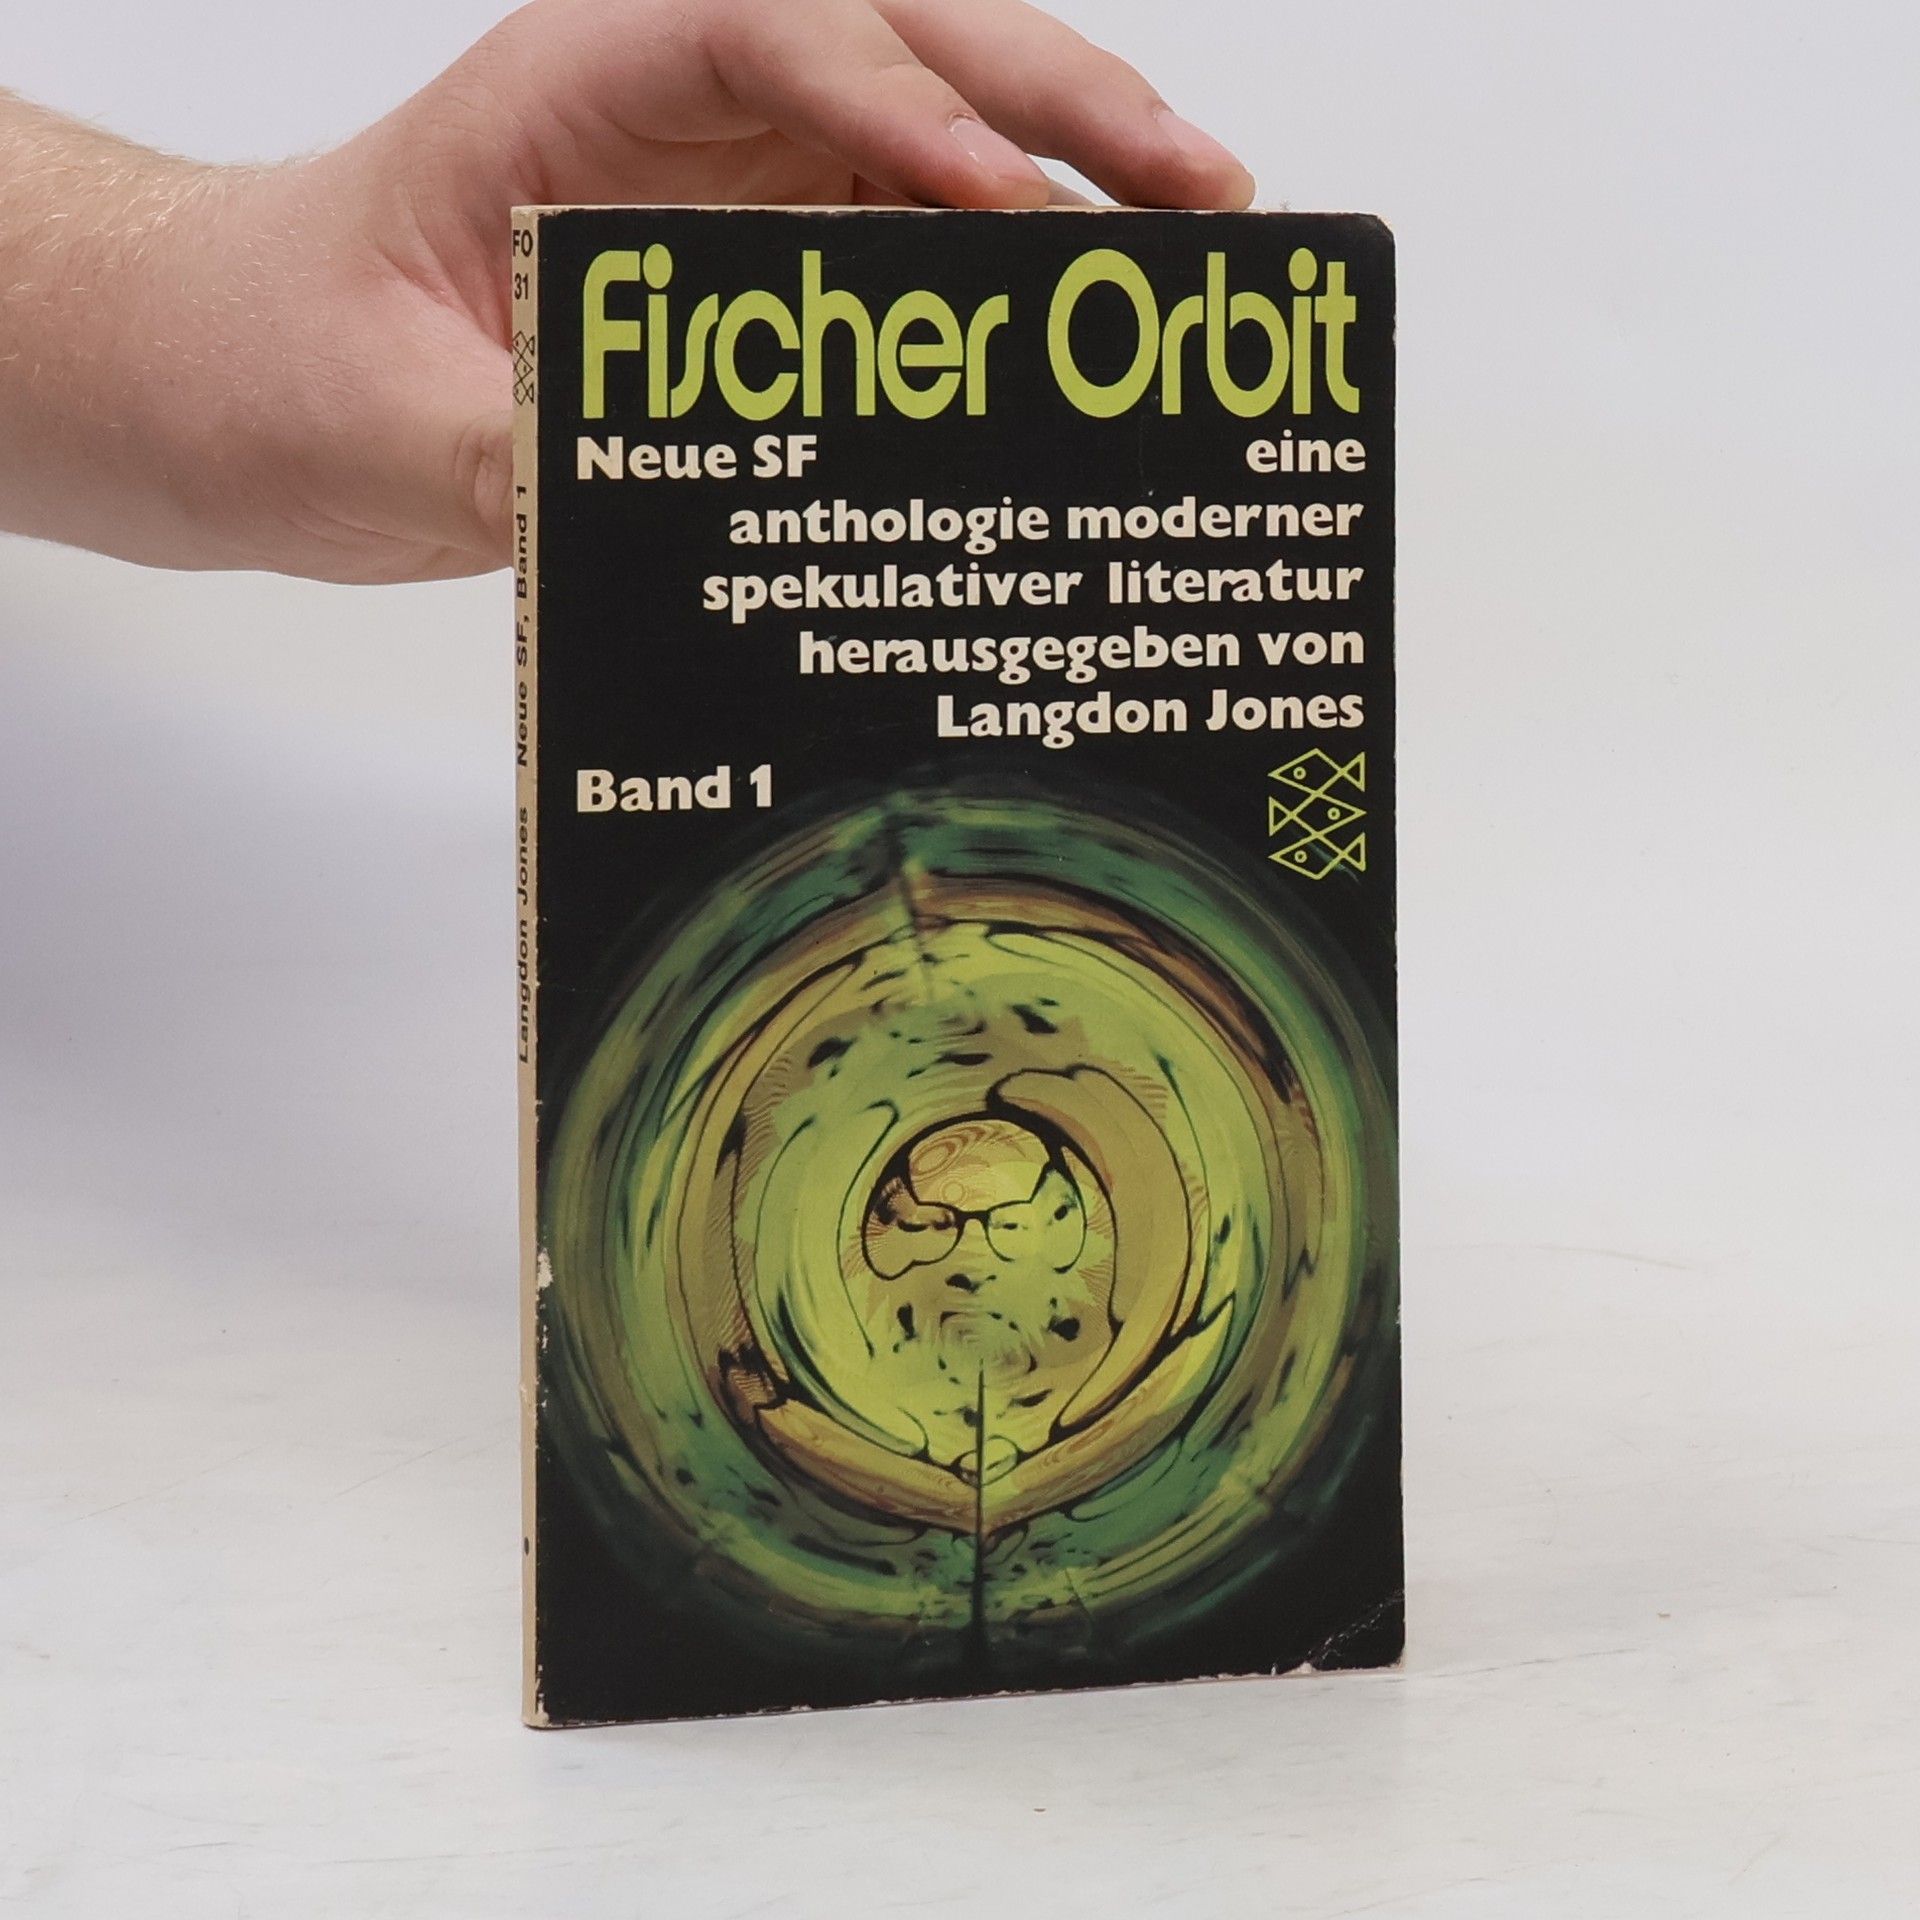 Fischer Orbit
Neue SF eine
anthologie moderner
spekulativer literatur
herausgegeben von
Langdon Jones
Band 1
FO
31
Langdon Jones Neue SF, Band 1